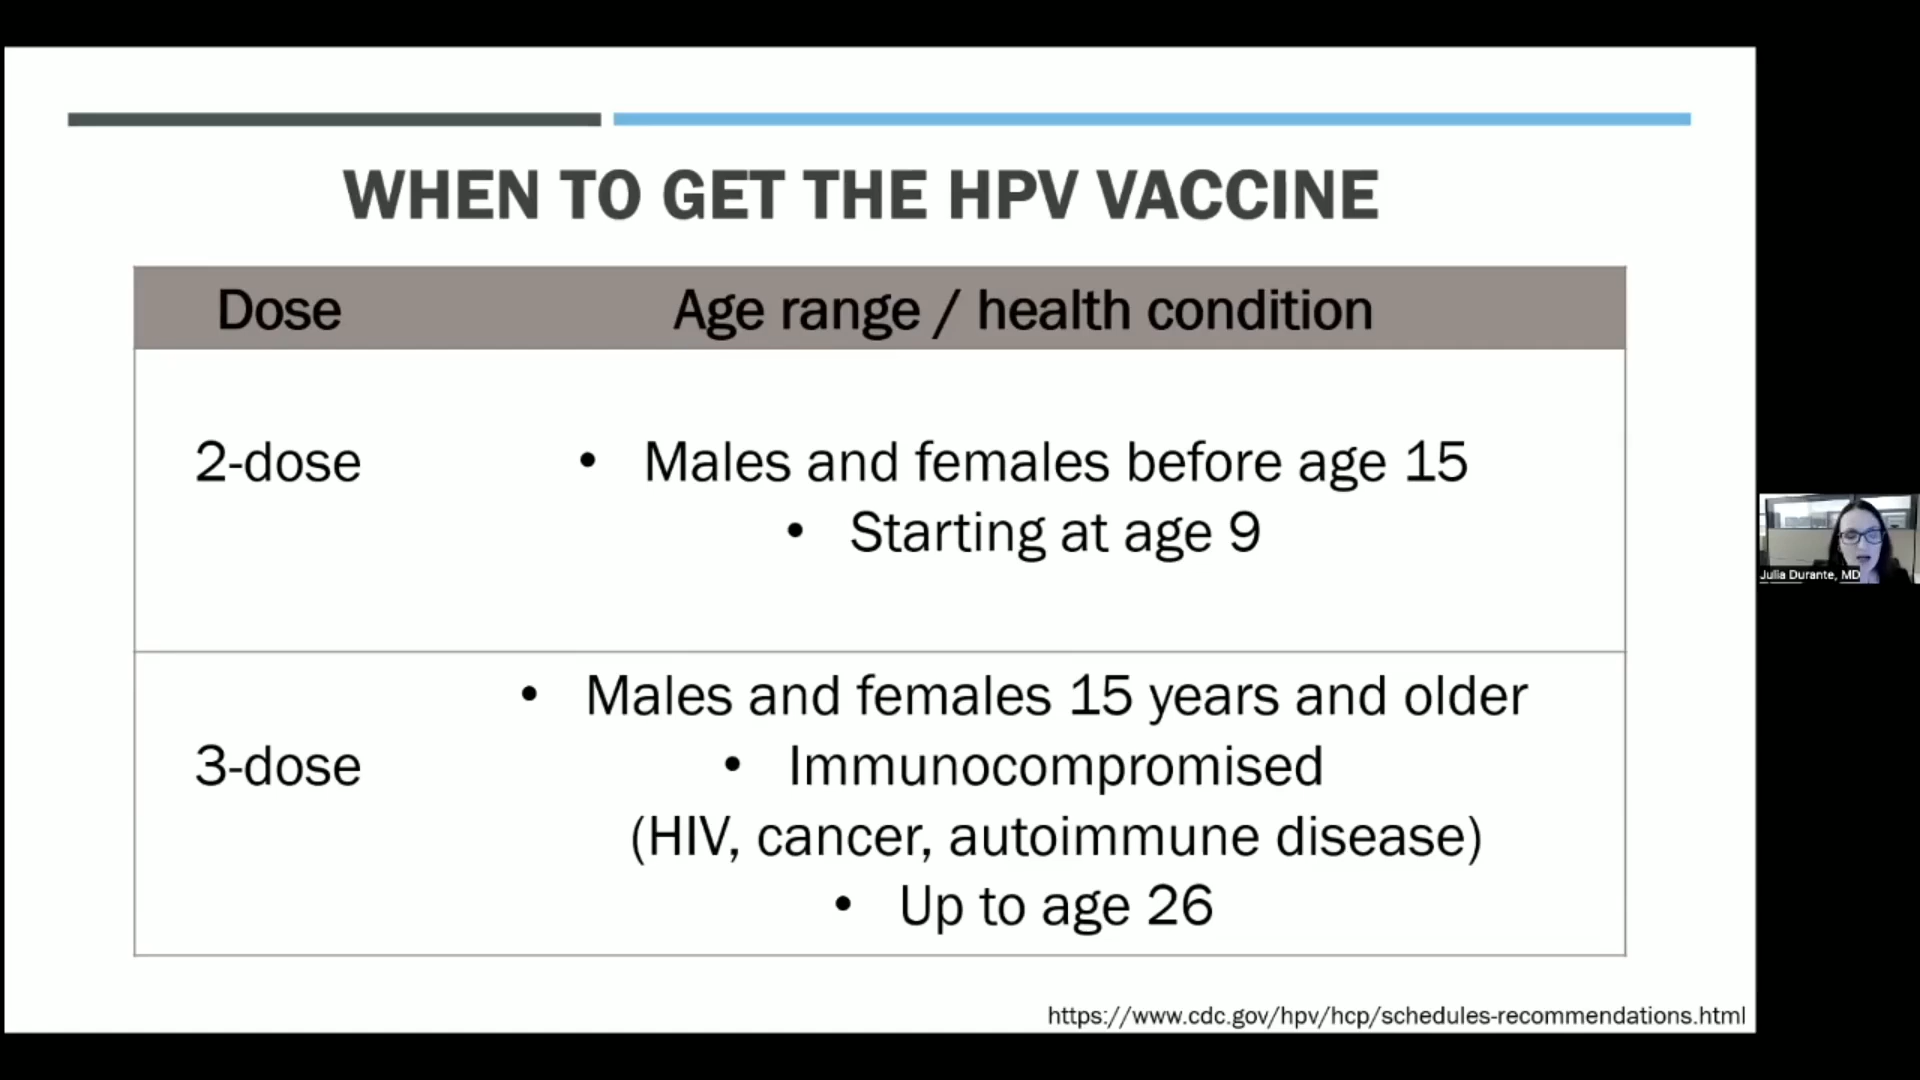 WHEN TO GET THE HPV VACCINE
Dose Age range / health condition
2-dose
• Males and females before age 15
• Starting at age 9
3-dose
• Males and females 15 years and older
• Immunocompromised
(HIV, cancer, autoimmune disease)
• Up to age 26
https://www.cdc.gov/hpv/hcp/schedules-recommendations.html
Julia Durante, MD